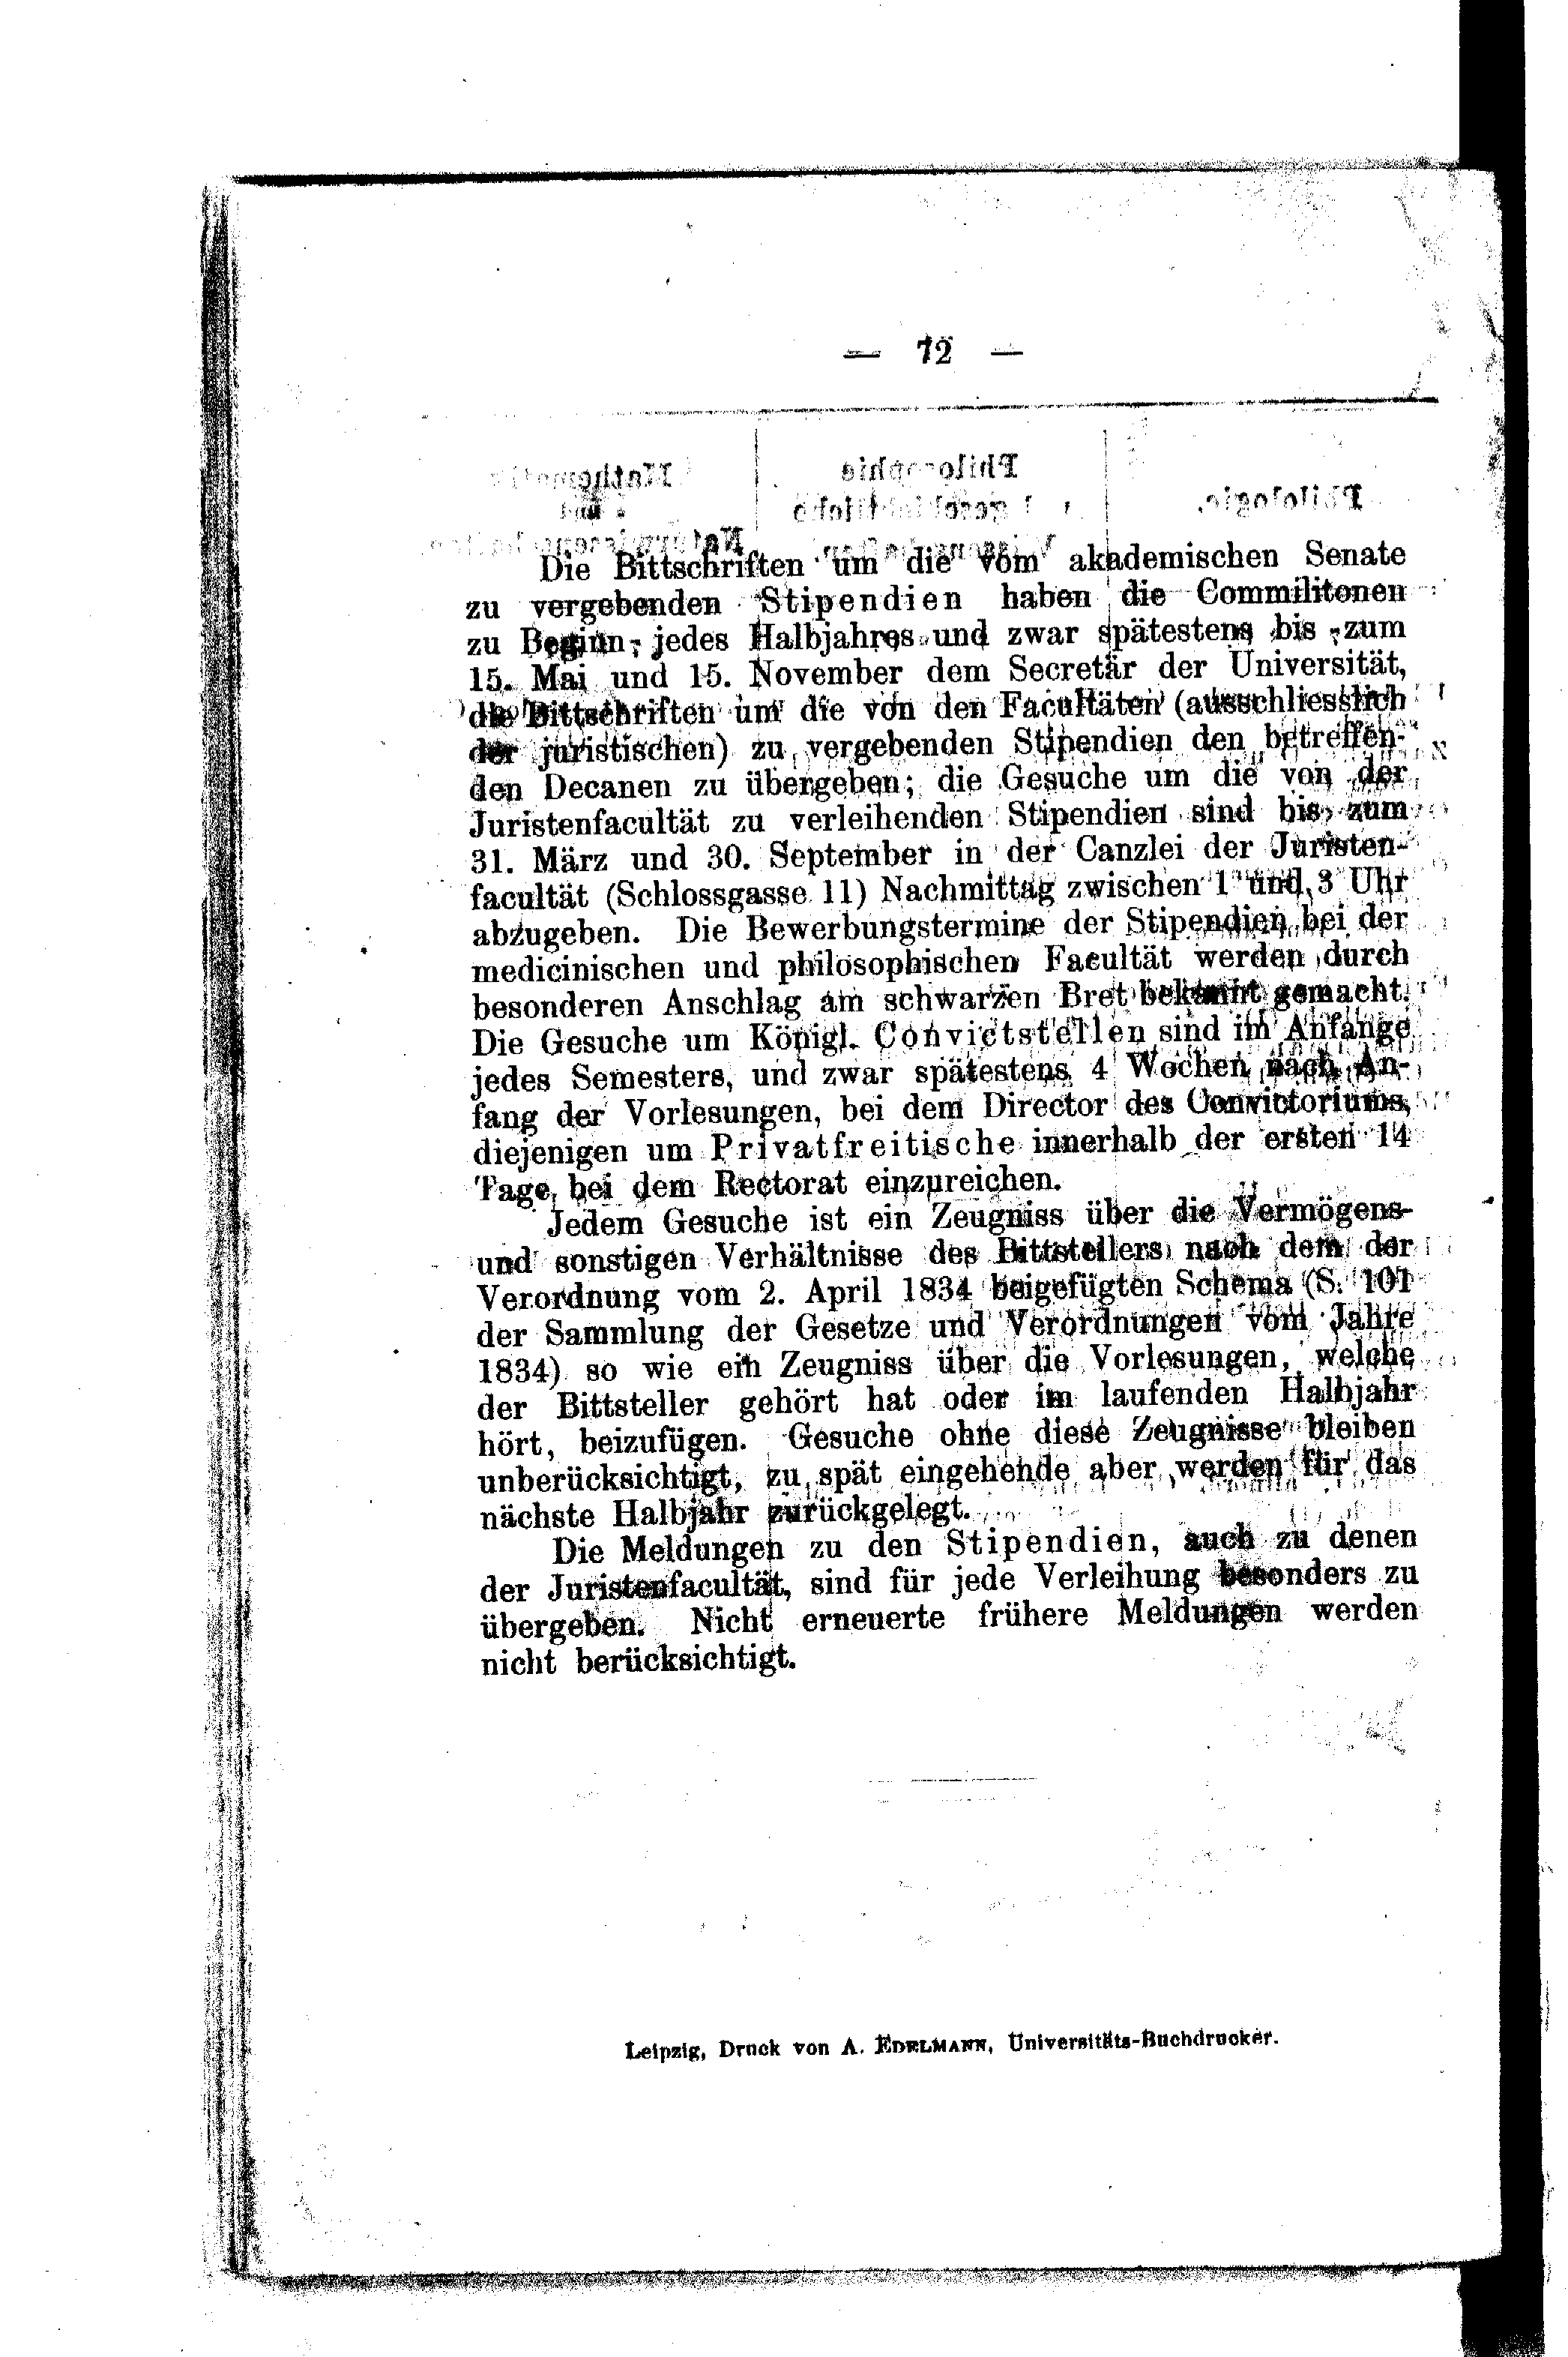 — 72 —
Die Bittschriften um die vom akademischen Senate
zu vergebenden Stipendien haben die Commilitonen
zu Beginn jedes Halbjahres und zwar spätestens bis zum
15. Mai und 15. November dem Secretär der Universität,
die Bittschriften um die von den Facultäten (ausschliesslich
der juristischen) zu vergebenden Stipendien den betreffen-
den Decanen zu übergeben; die Gesuche um die von der
Juristenfacultät zu verleihenden Stipendien sind bis zum
31. März und 30. September in der Canzlei der Juristen-
facultät (Schlossgasse 11) Nachmittag zwischen 1 und 3 Uhr
abzugeben. Die Bewerbungstermine der Stipendien bei der
medicinischen und philosophischen Facultät werden durch
besonderen Anschlag am schwarzen Bret bekannt gemacht.
Die Gesuche um Königl. Convictstellen sind im Anfange
jedes Semesters, und zwar spätestens 4 Wochen nach An-
fang der Vorlesungen, bei dem Director des Convictoriums,
diejenigen um Privatfreitische innerhalb der ersten 14
Tage bei dem Rectorat einzureichen.
Jedem Gesuche ist ein Zeugniss über die Vermögens-
und sonstigen Verhältnisse des Bittstellers nach dem der
Verordnung vom 2. April 1834 beigefügten Schema (S. 101
der Sammlung der Gesetze und Verordnungen vom Jahre
1834) so wie ein Zeugniss über die Vorlesungen, welche
der Bittsteller gehört hat oder im laufenden Halbjahr
hört, beizufügen. Gesuche ohne diese Zeugnisse bleiben
unberücksichtigt, zu spät eingehende aber werden für das
nächste Halbjahr zurückgelegt.
Die Meldungen zu den Stipendien, auch zu denen
der Juristenfacultät, sind für jede Verleihung besonders zu
übergeben. Nicht erneuerte frühere Meldungen werden
nicht berücksichtigt.
Leipzig, Druck von A. EDELMANN, Universitäts-Buchdrucker.